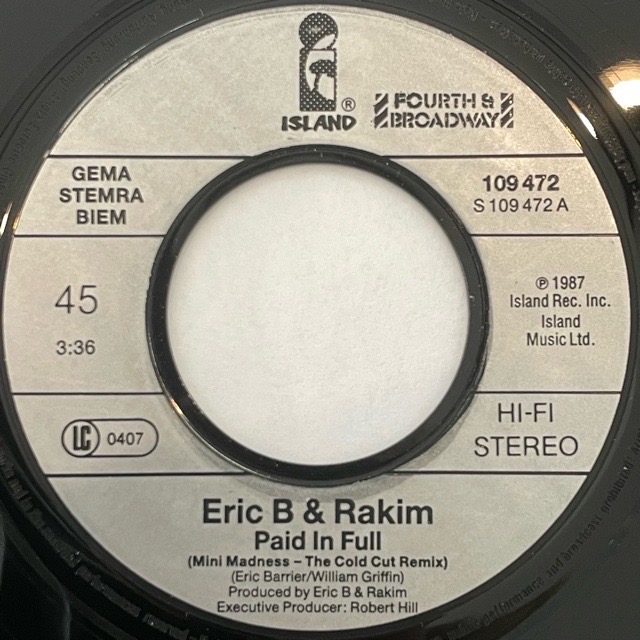 ISLAND ®
FOURTH &
BROADWAY
GEMA
STEMRA
BIEM
109 472
S 109 472 A
45
3:36
℗ 1987
Island Rec. Inc.
Island
Music Ltd.
LC 0407
HI-FI
STEREO
Eric B & Rakim
Paid In Full
(Mini Madness – The Cold Cut Remix)
(Eric Barrier/William Griffin)
Produced by Eric B & Rakim
Executive Producer: Robert Hill